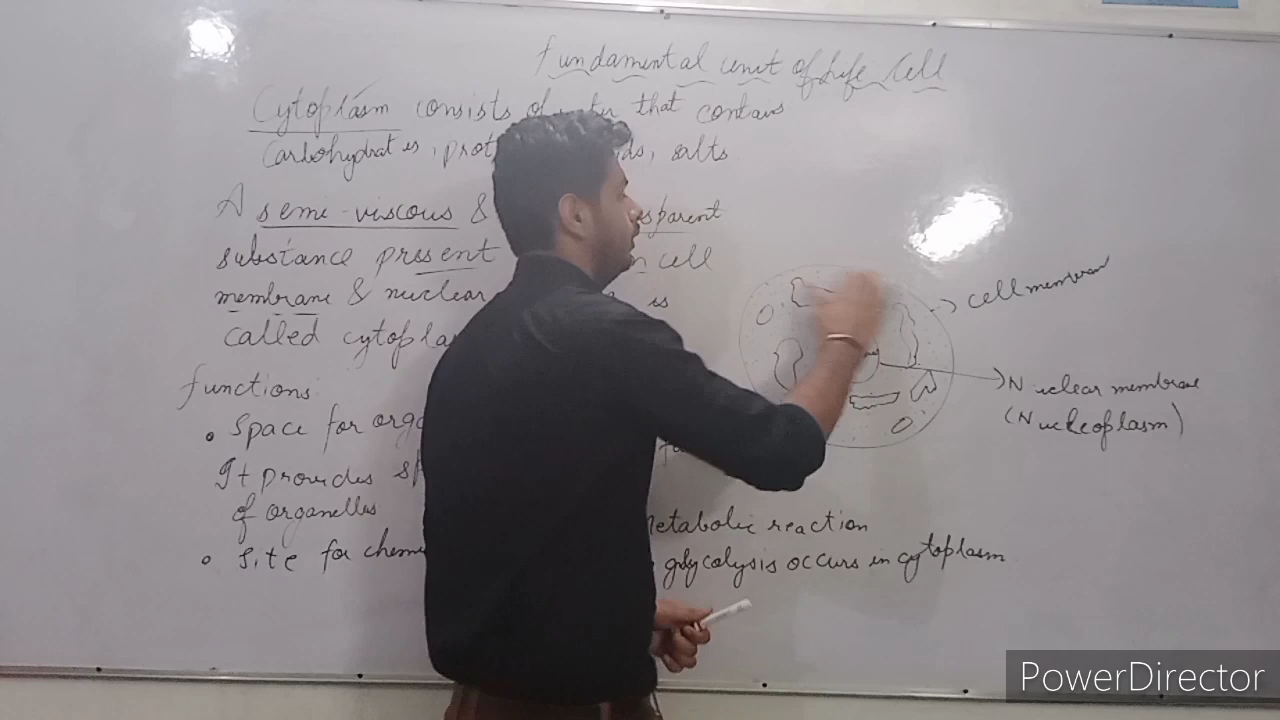 Fundamental unit of Life Cell
Cytoplasm consists of that contains
Carbohydrates, prot ds, salts
A semi-viscous & sparent
substance present n cell
membrane & nuclear is
called cytopla
functions:
Space for orga
It provides sp
of organelles
Site for chemi Metabolic reaction
glycolysis occurs in cytoplasm
cell membrane
Nuclear membrane
(Nucleoplasm)
PowerDirector